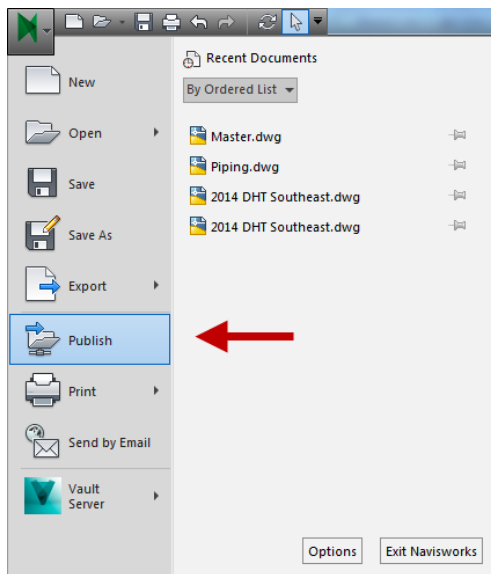 Recent Documents
By Ordered List
New
Open
Save
Save As
Export
Publish
Print
Send by Email
Vault
Server
Master.dwg
Piping.dwg
2014 DHT Southeast.dwg
2014 DHT Southeast.dwg
Options
Exit Navisworks